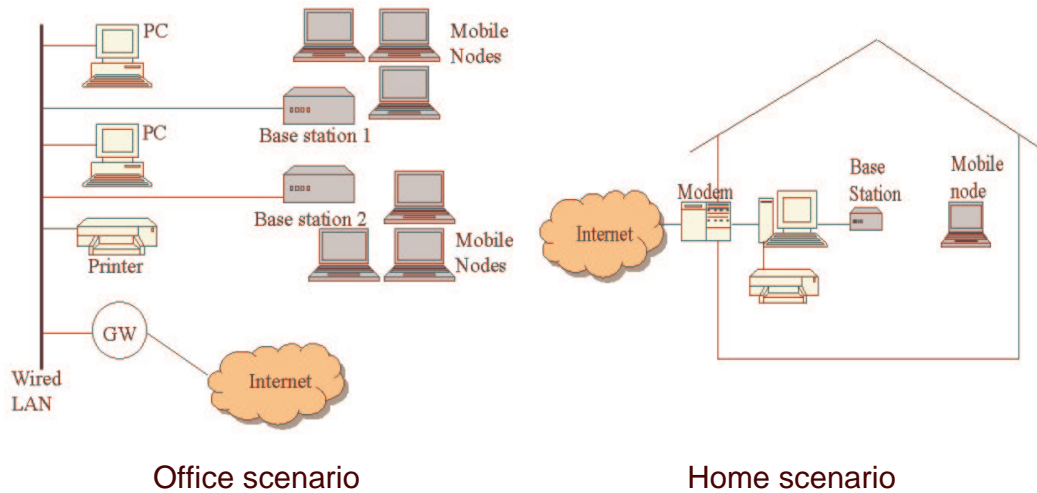 PC
Mobile
Nodes
Base station 1
PC
Base station 2
Mobile
Nodes
Printer
GW
Internet
Wired
LAN
Office scenario
Internet
Modem
Base
Station
Mobile
node
Home scenario